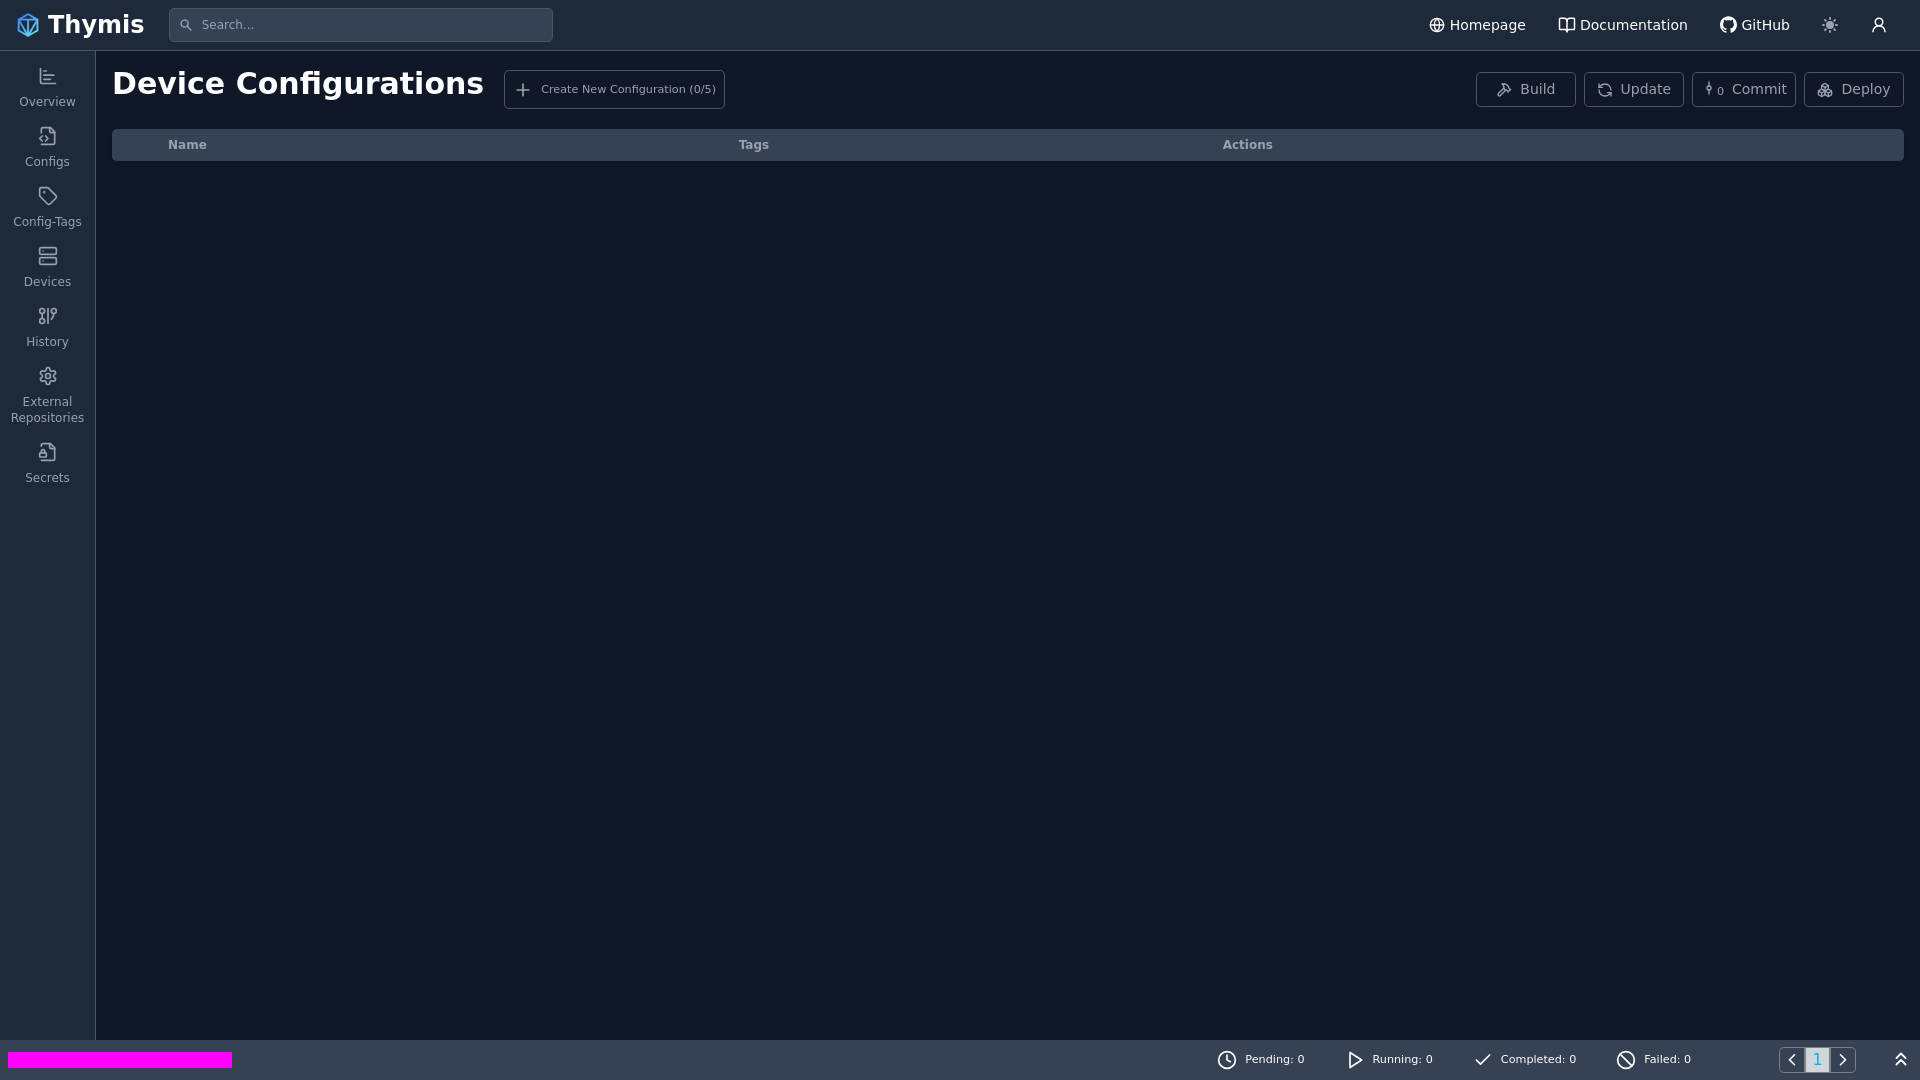 Thymis
Search...
Homepage
Documentation
GitHub
Overview
Configs
Config-Tags
Devices
History
External
Repositories
Secrets
Device Configurations
Create New Configuration (0/5)
Build
Update
0 Commit
Deploy
Name
Tags
Actions
Pending: 0
Running: 0
Completed: 0
Failed: 0
1